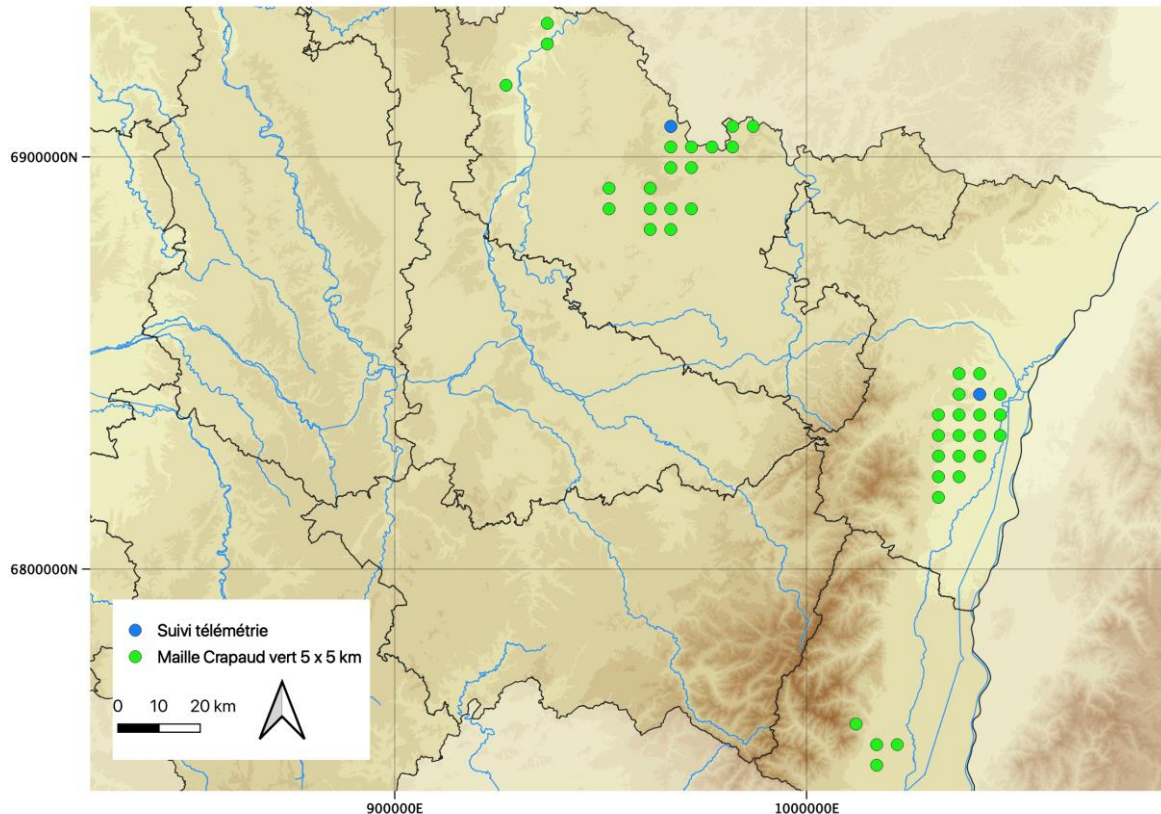 6900000N
6800000N
Suivi télémétrie
Maille Crapaud vert 5 x 5 km
0 10 20 km
900000E 1000000E